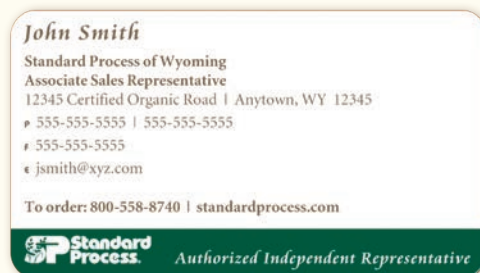 John Smith
Standard Process of Wyoming
Associate Sales Representative
12345 Certified Organic Road | Anytown, WY 12345
P 555-555-5555 | 555-555-5555
F 555-555-5555
E jsmith@xyz.com
To order: 800-558-8740 | standardprocess.com
SP Standard Process.
Authorized Independent Representative